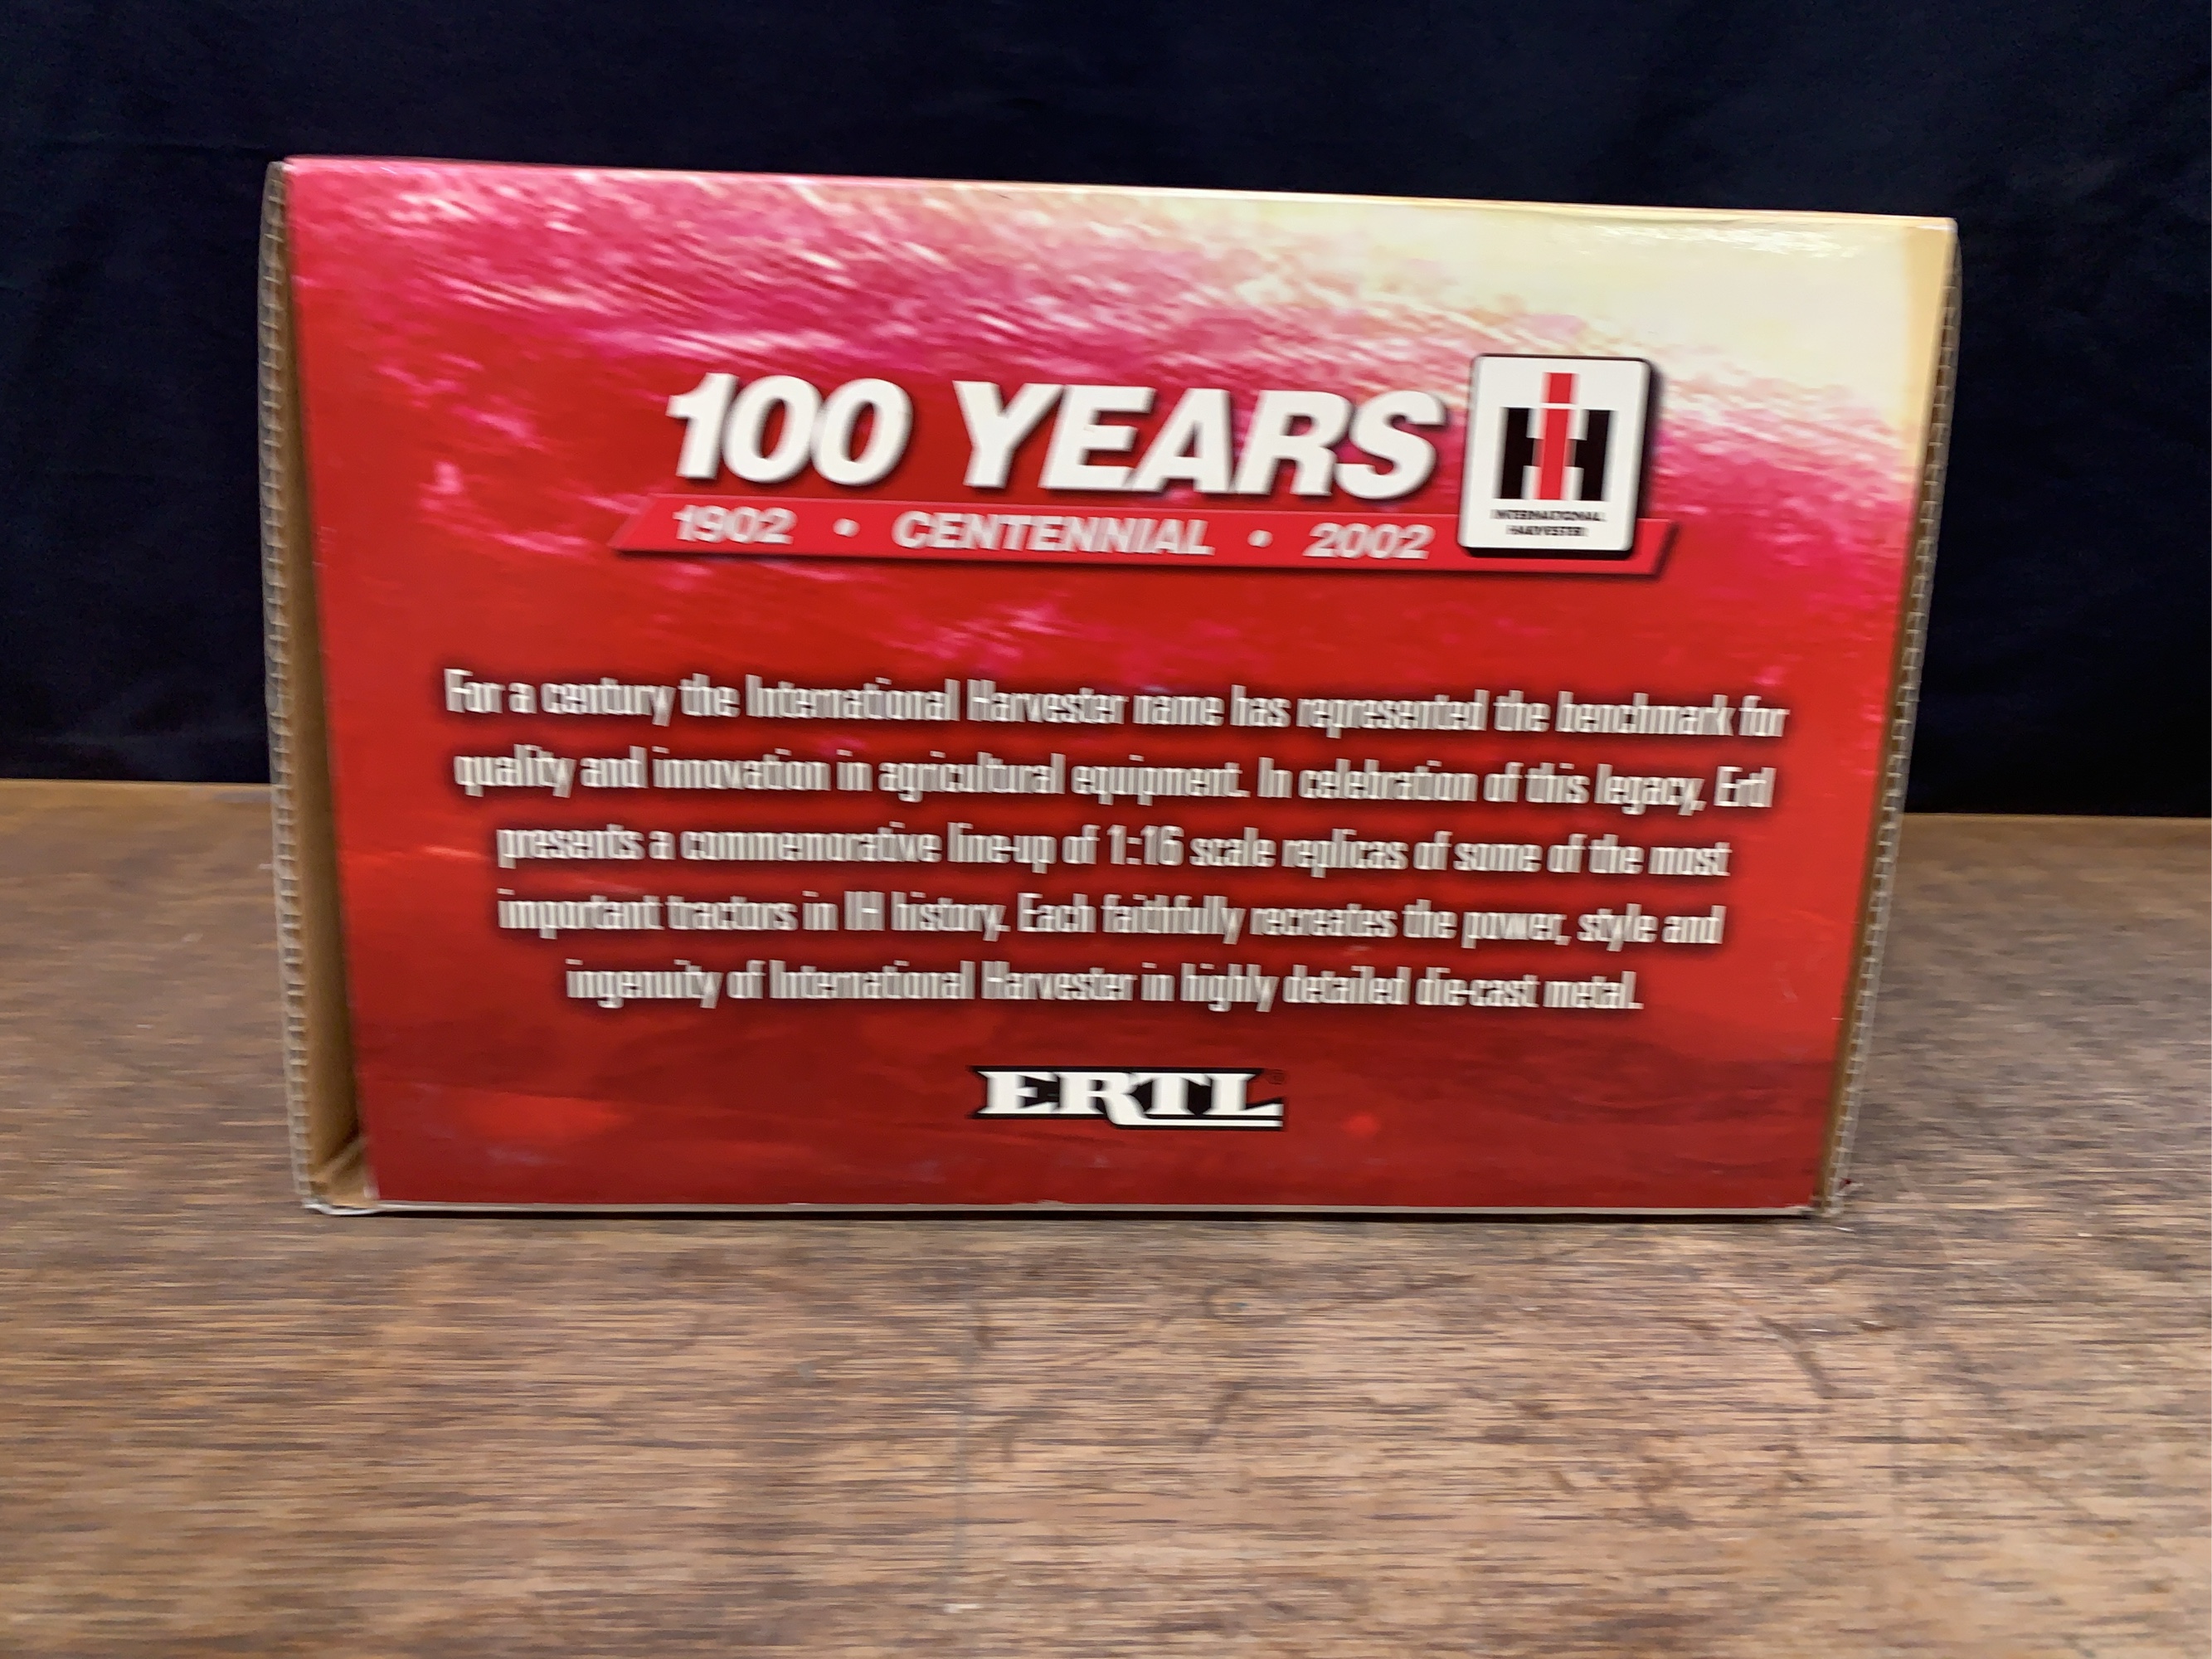 100 YEARS
IH
INTERNATIONAL
HARVESTER
1902 • CENTENNIAL • 2002
For a century the International Harvester name has represented the benchmark for
quality and innovation in agricultural equipment. In celebration of this legacy, Ertl
presents a commemorative line-up of 1:16 scale replicas of some of the most
important tractors in IH history. Each faithfully recreates the power, style and
ingenuity of International Harvester in highly detailed die-cast metal.
ERTL®